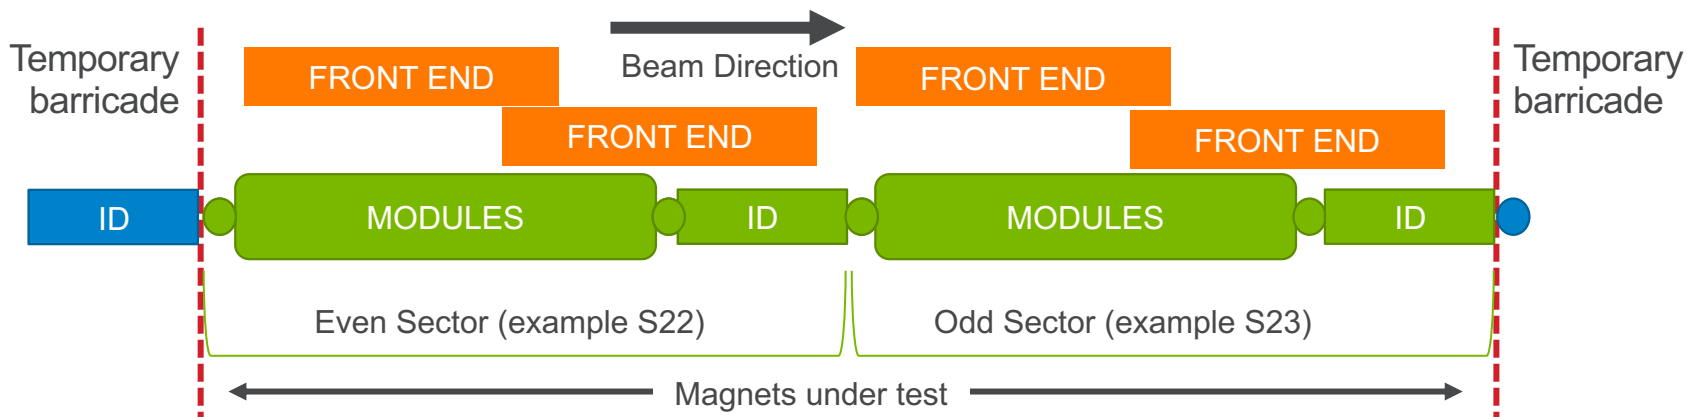 Temporary
barricade
FRONT END
Beam Direction
FRONT END
Temporary
barricade
FRONT END
FRONT END
ID
MODULES
ID
MODULES
ID
Even Sector (example S22)
Odd Sector (example S23)
Magnets under test